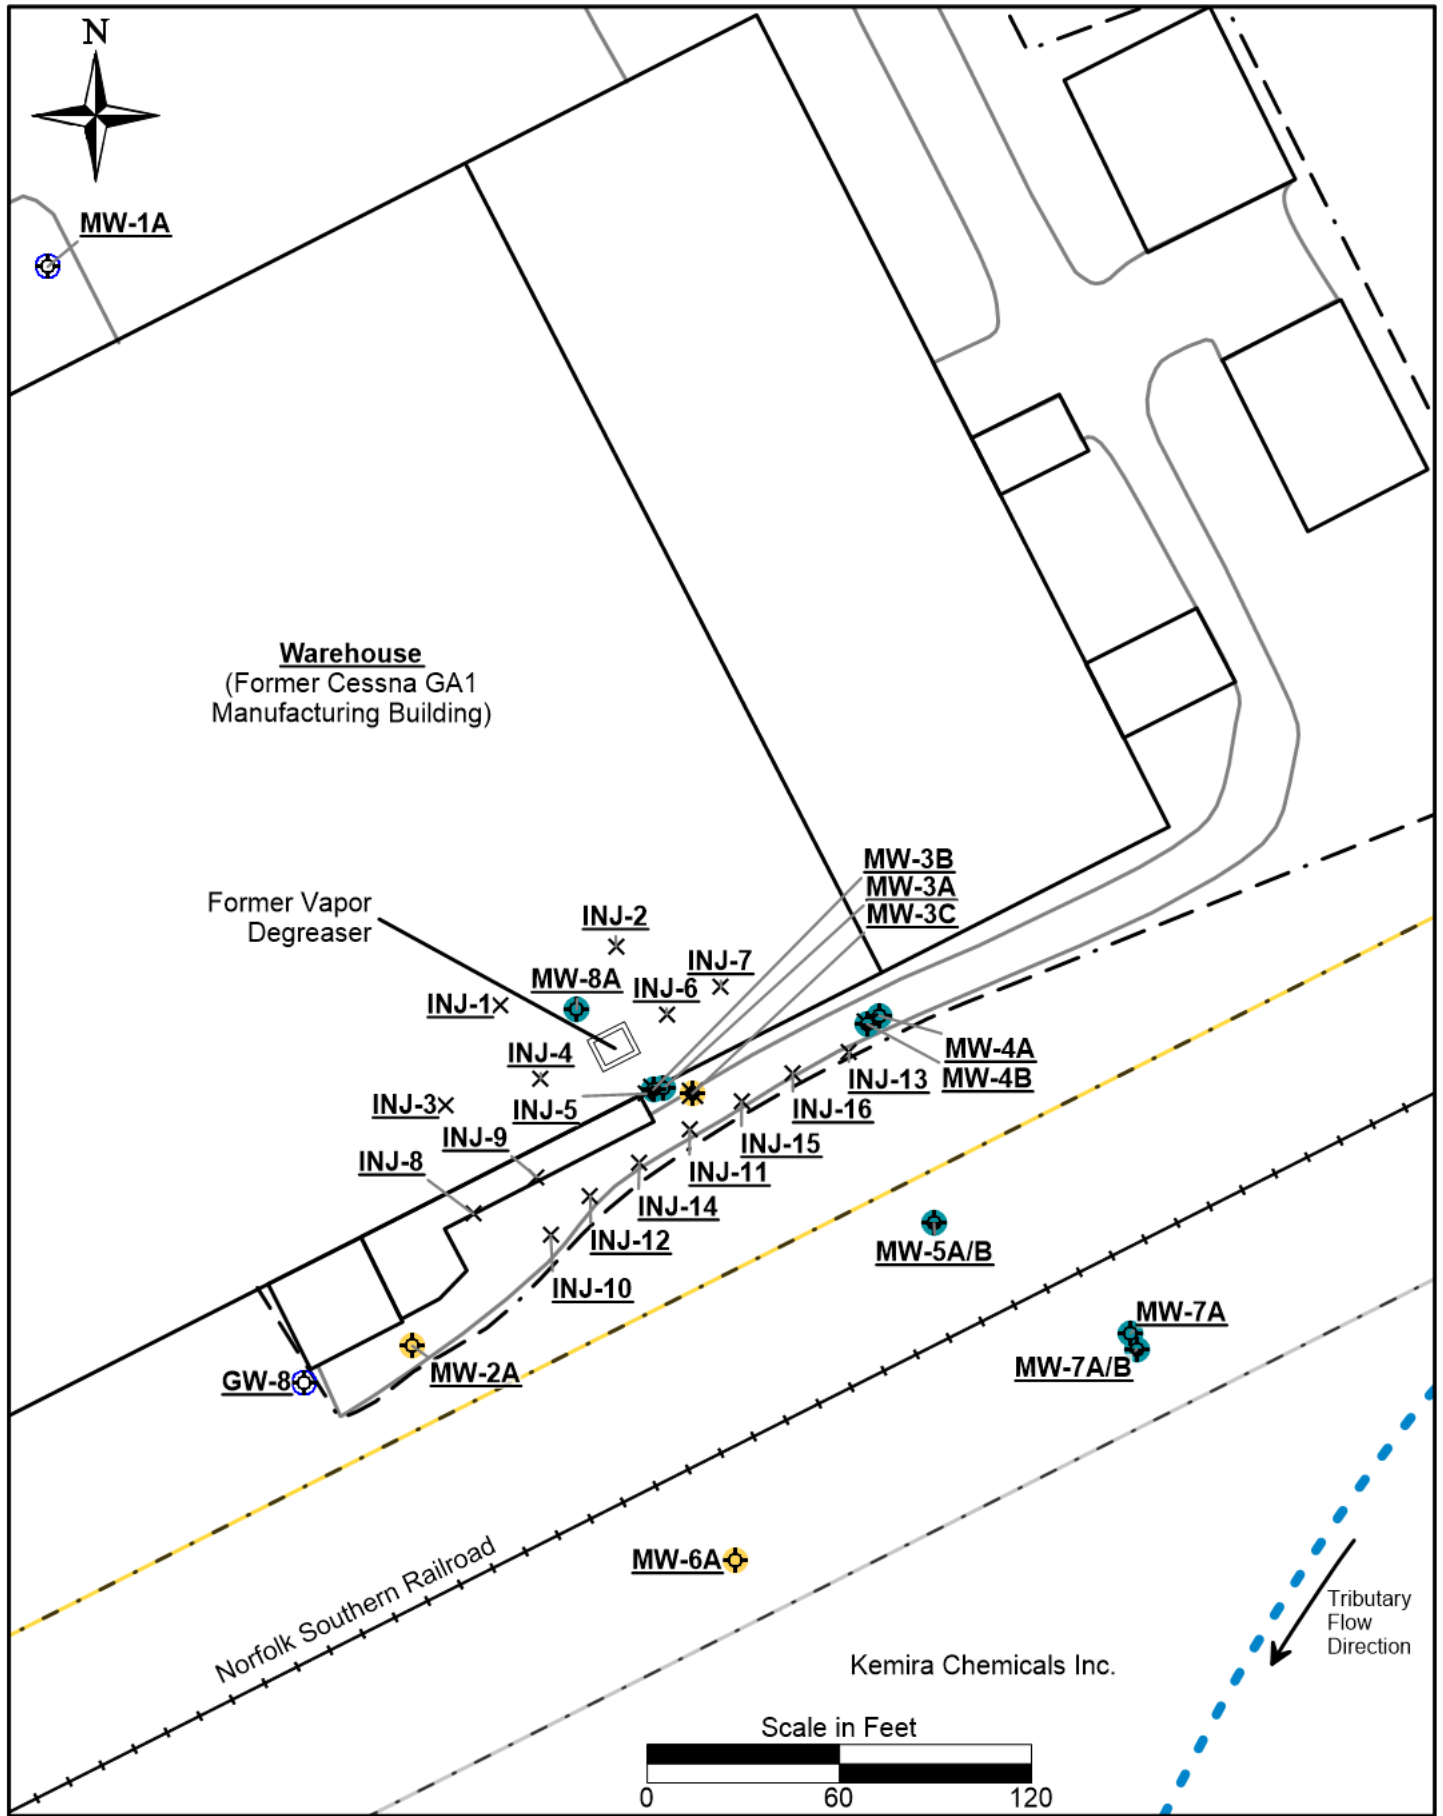 N
MW-1A
Warehouse
(Former Cessna GA1
Manufacturing Building)
MW-3B
MW-3A
MW-3C
Former Vapor
Degreaser
INJ-2
INJ-7
MW-8A
INJ-6
INJ-1
INJ-4
MW-4A
MW-4B
INJ-13
INJ-3
INJ-5
INJ-16
INJ-9
INJ-15
INJ-8
INJ-11
INJ-14
INJ-12
MW-5A/B
INJ-10
MW-7A
MW-7A/B
GW-8
MW-2A
Norfolk Southern Railroad
MW-6A
Tributary
Flow
Direction
Kemira Chemicals Inc.
Scale in Feet
0 60 120